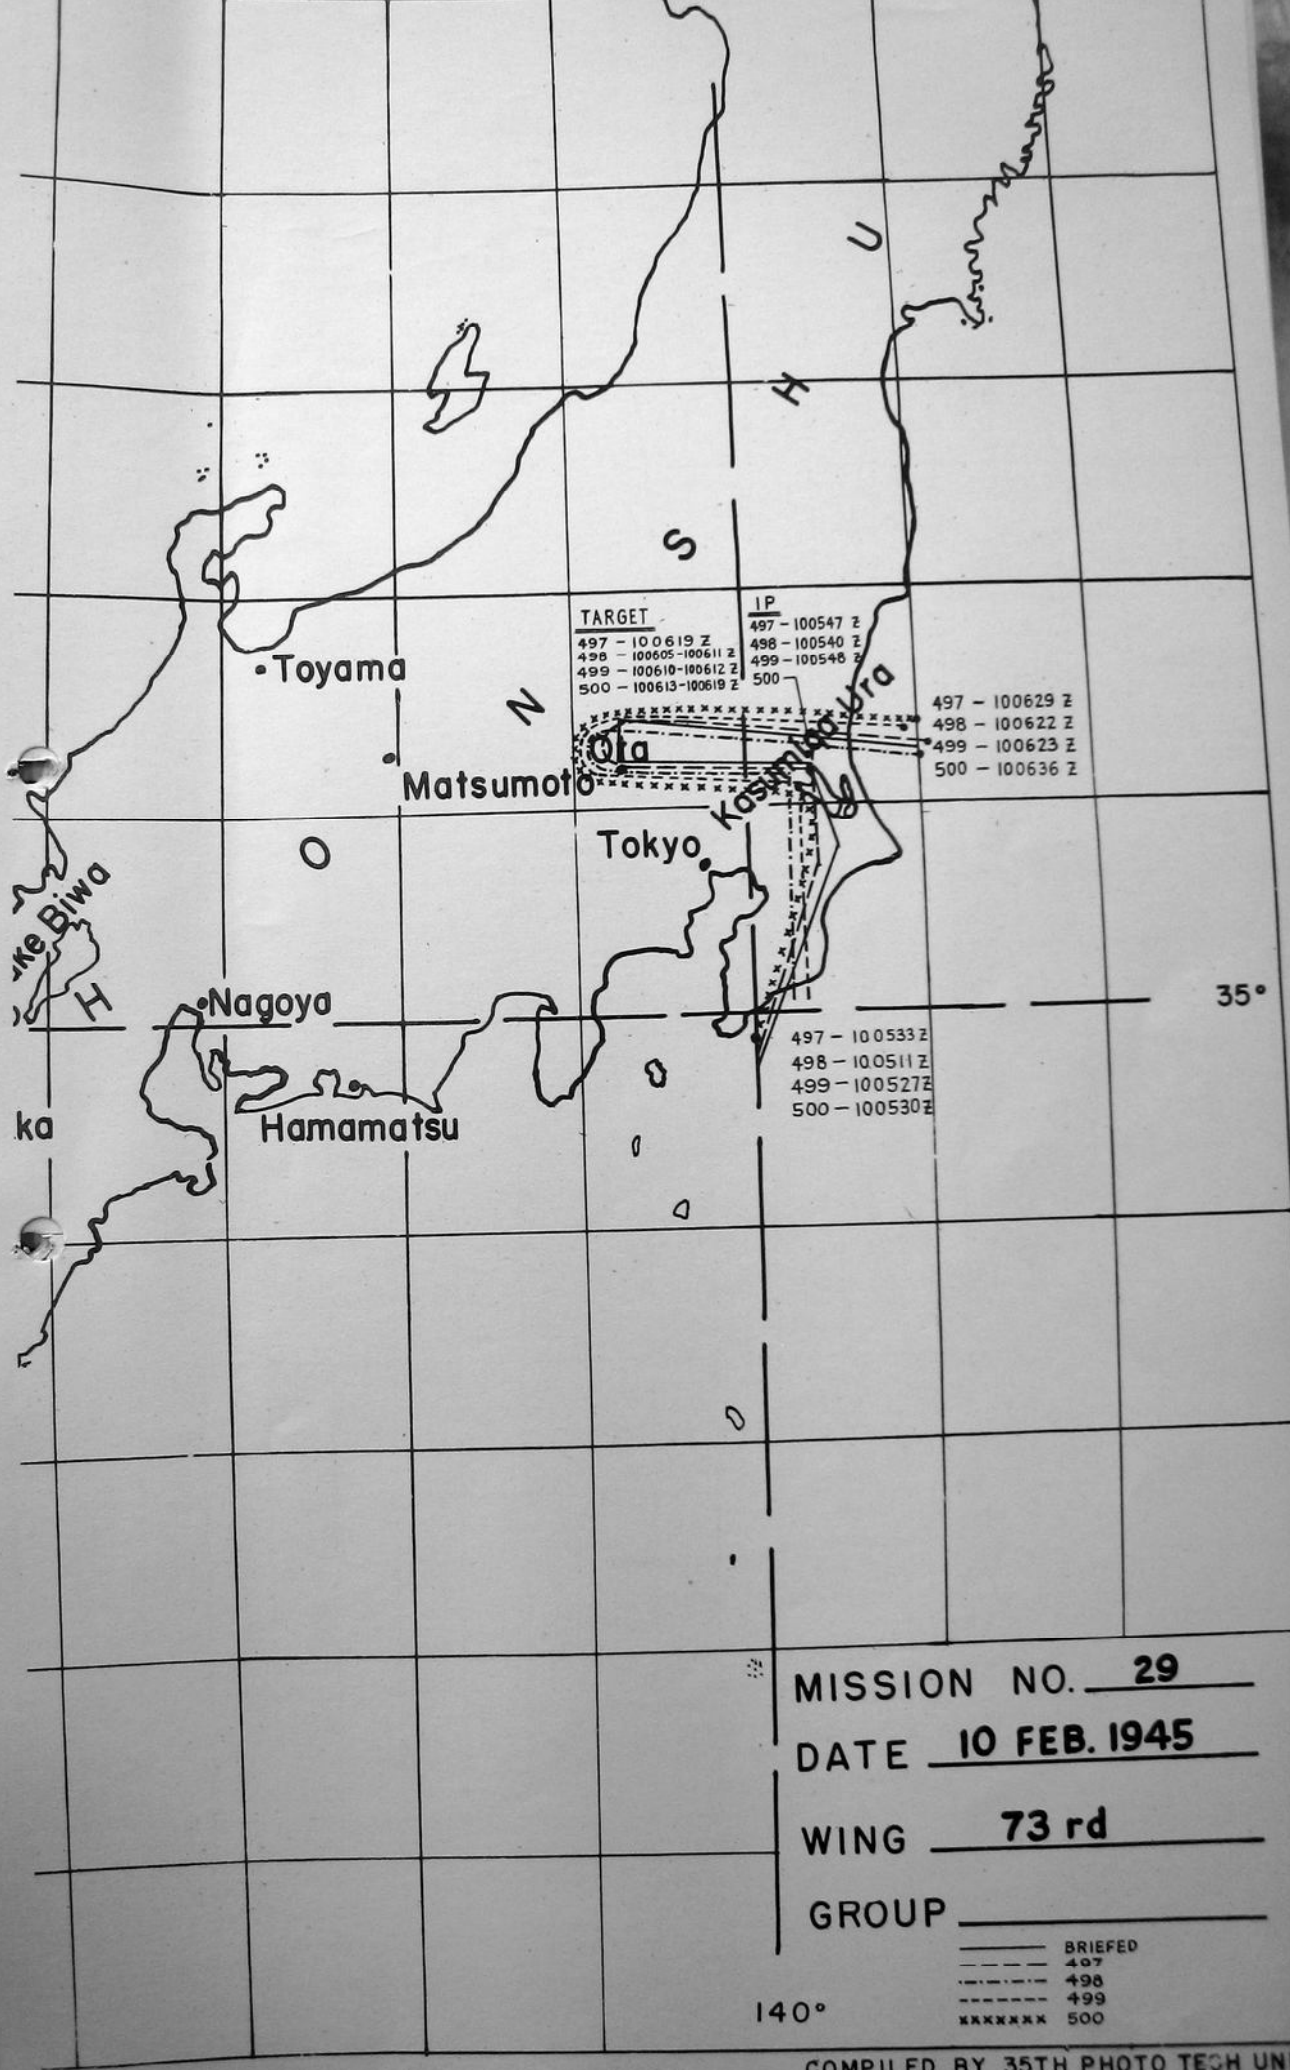 U
H
S
N
O
H
TARGET
497 – 100619 Z
498 – 100605-100611 Z
499 – 100610-100612 Z
500 – 100613-100619 Z
IP
497 – 100547 Z
498 – 100540 Z
499 – 100548 Z
500
Toyama
Kasumiga Ura
497 – 100629 Z
498 – 100622 Z
499 – 100623 Z
500 – 100636 Z
Ota
Matsumoto
Tokyo
ke Biwa
Nagoya
35°
497 – 100533 Z
498 – 100511 Z
499 – 100527 Z
500 – 100530 Z
ka
Hamamatsu
MISSION NO. 29
DATE 10 FEB. 1945
WING 73 rd
GROUP
BRIEFED
497
498
499
500
140°
COMPILED BY 35TH PHOTO TECH UNI